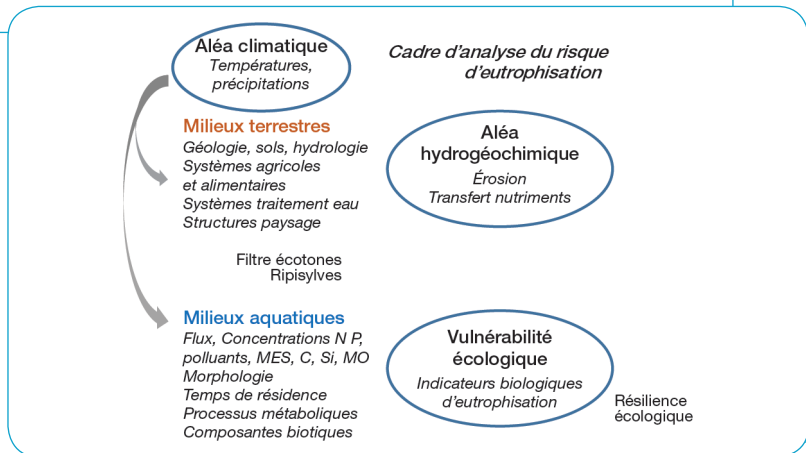 Aléa climatique
Températures,
précipitations
Cadre d'analyse du risque
d'eutrophisation
Milieux terrestres
Géologie, sols, hydrologie
Systèmes agricoles
et alimentaires
Systèmes traitement eau
Structures paysage
Aléa
hydrogéochimique
Érosion
Transfert nutriments
Filtre écotones
Ripisylves
Milieux aquatiques
Flux, Concentrations N P,
polluants, MES, C, Si, MO
Morphologie
Temps de résidence
Processus métaboliques
Composantes biotiques
Vulnérabilité
écologique
Indicateurs biologiques
d'eutrophisation
Résilience
écologique